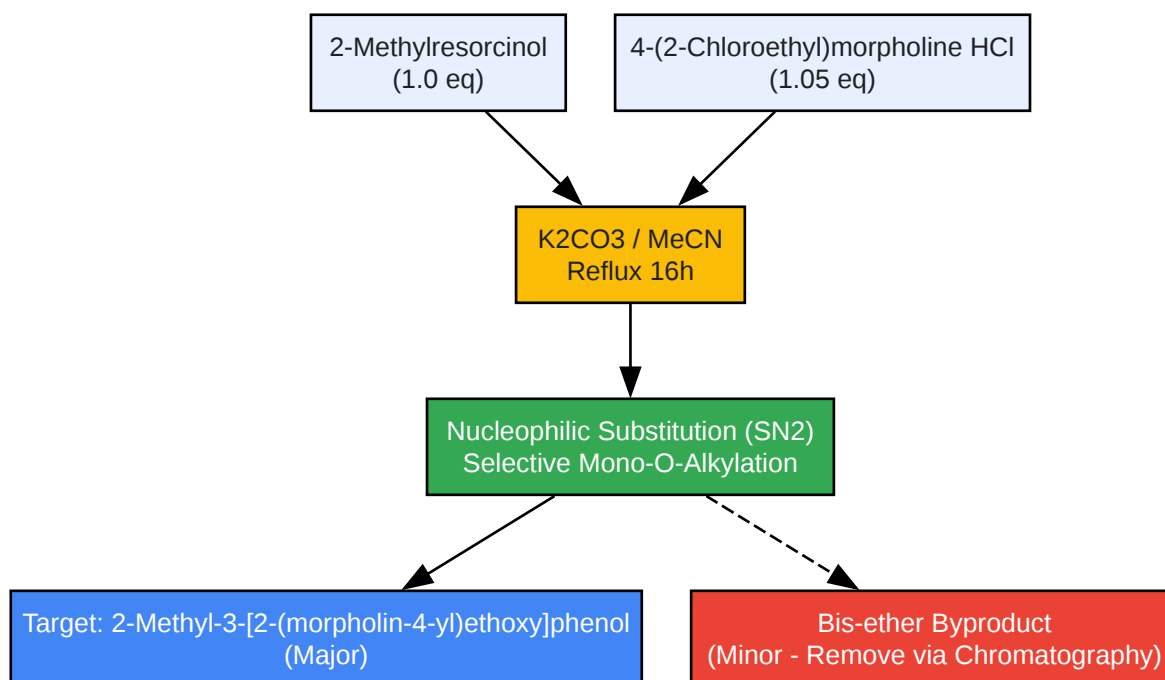 2-Methylresorcinol
(1.0 eq)
4-(2-Chloroethyl)morpholine HCl
(1.05 eq)
K2CO3 / MeCN
Reflux 16h
Nucleophilic Substitution (SN2)
Selective Mono-O-Alkylation
Target: 2-Methyl-3-[2-(morpholin-4-yl)ethoxy]phenol
(Major)
Bis-ether Byproduct
(Minor - Remove via Chromatography)